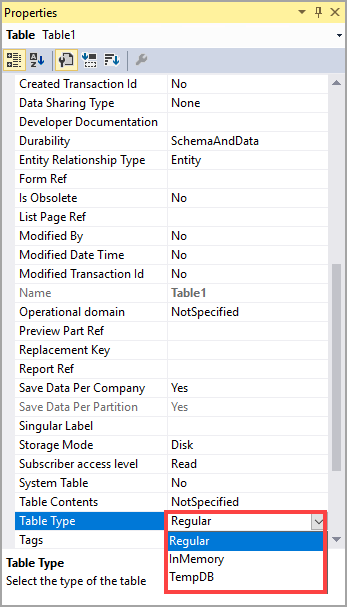 Properties
Table Table1
Created Transaction Id No
Data Sharing Type None
Developer Documentation
Durability SchemaAndData
Entity Relationship Type Entity
Form Ref
Is Obsolete No
List Page Ref
Modified By No
Modified Date Time No
Modified Transaction Id No
Name Table1
Operational domain NotSpecified
Preview Part Ref
Replacement Key
Report Ref
Save Data Per Company Yes
Save Data Per Partition Yes
Singular Label
Storage Mode Disk
Subscriber access level Read
System Table No
Table Contents NotSpecified
Table Type Regular
Tags Regular
InMemory
TempDB
Table Type
Select the type of the table